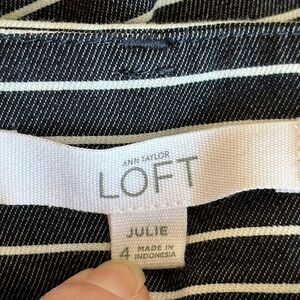 ANN TAYLOR
LOFT
JULIE
4 MADE IN
INDONESIA